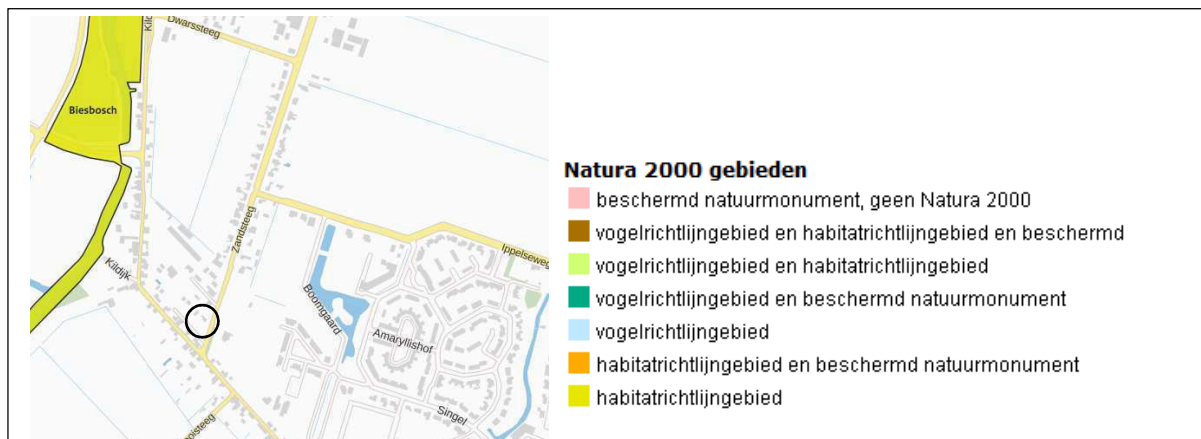 Dwarssteeg
Biesbosch
Zandsteeg
Ippelseweg
Kildijk
Boomgaard
Amaryllishof
Singel
Natura 2000 gebieden
beschermd natuurmonument, geen Natura 2000
vogelrichtlijngebied en habitatrichtlijngebied en beschermd
vogelrichtlijngebied en habitatrichtlijngebied
vogelrichtlijngebied en beschermd natuurmonument
vogelrichtlijngebied
habitatrichtlijngebied en beschermd natuurmonument
habitatrichtlijngebied